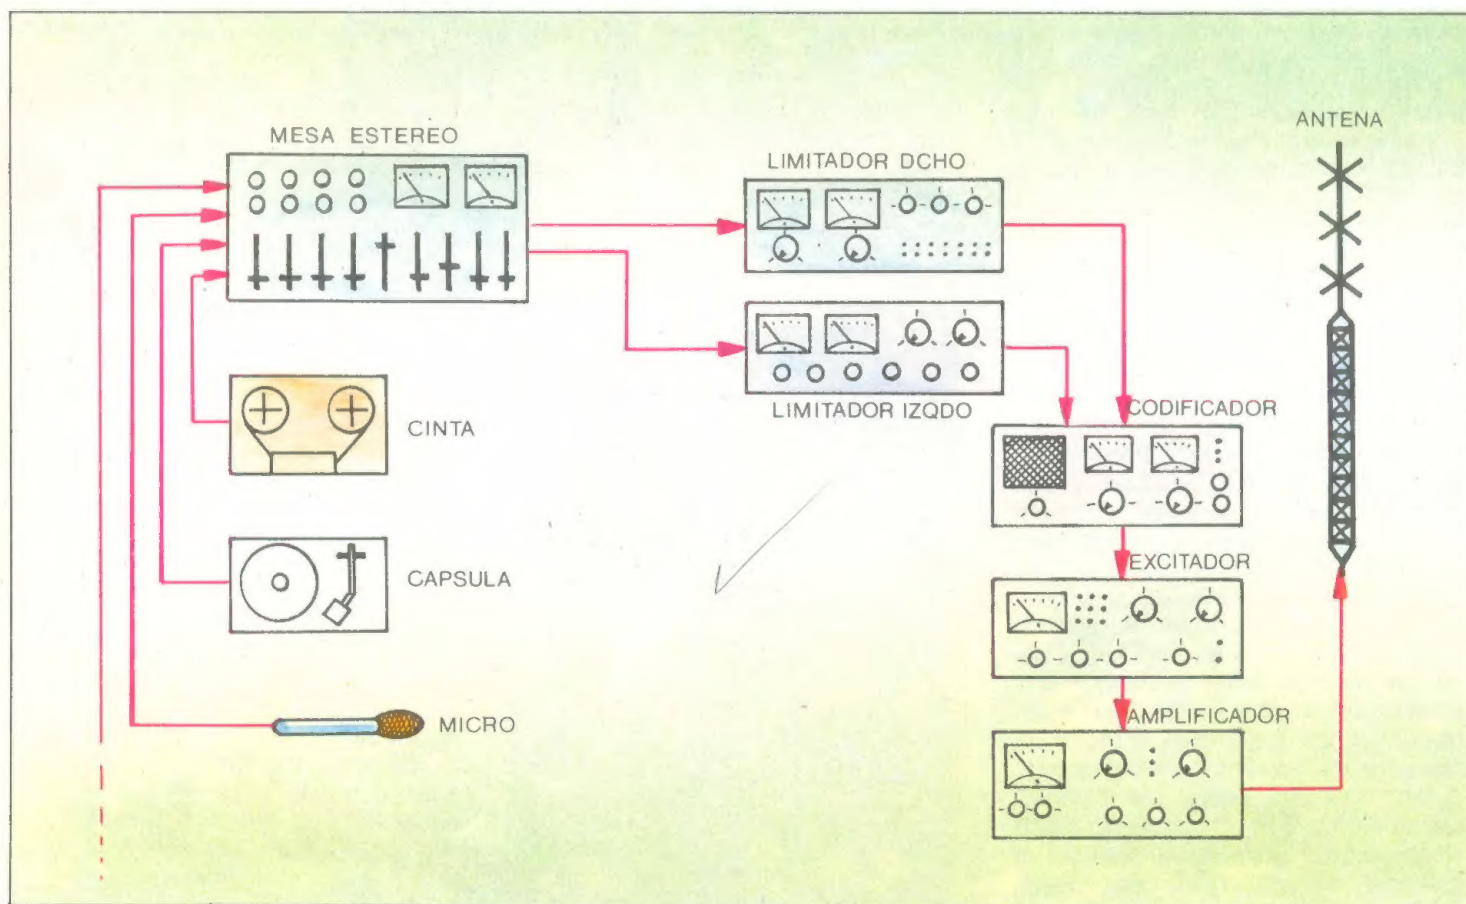 MESA ESTEREO
LIMITADOR DCHO
ANTENA
LIMITADOR IZQDO
CODIFICADOR
CINTA
EXCITADOR
CAPSULA
MICRO
AMPLIFICADOR